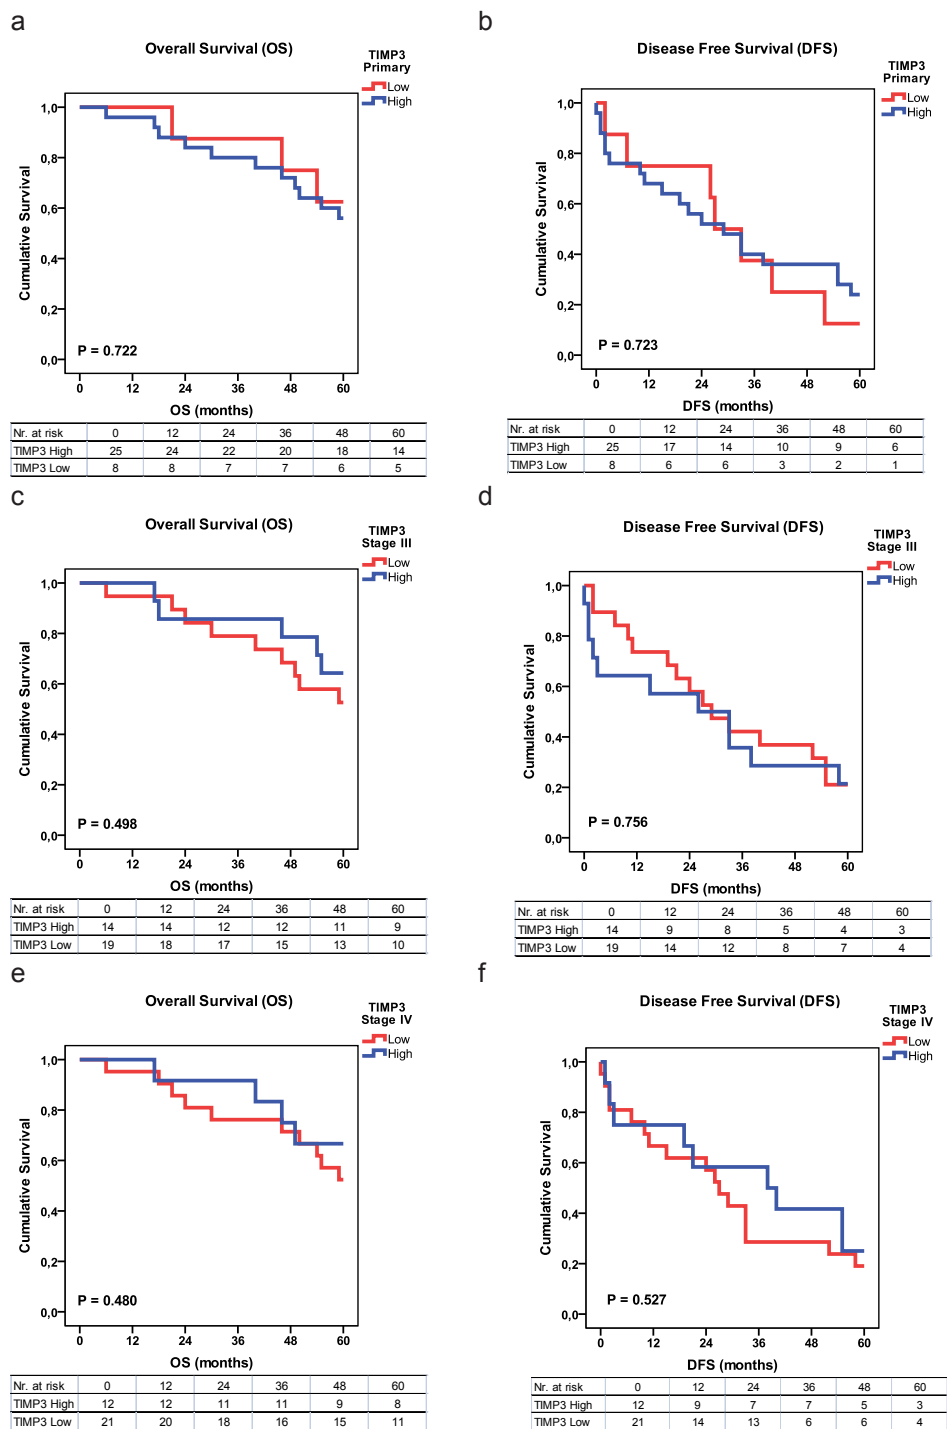 a
Overall Survival (OS)
TIMP3
Primary
Low
High
1,0
0,8
0,6
0,4
0,2
0,0
Cumulative Survival
P = 0.722
0 12 24 36 48 60
OS (months)
Nr. at risk 0 12 24 36 48 60
TIMP3 High 25 24 22 20 18 14
TIMP3 Low 8 8 7 7 6 5
b
Disease Free Survival (DFS)
TIMP3
Primary
Low
High
1,0
0,8
0,6
0,4
0,2
0,0
Cumulative Survival
P = 0.723
0 12 24 36 48 60
DFS (months)
Nr. at risk 0 12 24 36 48 60
TIMP3 High 25 17 14 10 9 6
TIMP3 Low 8 6 6 3 2 1
c
Overall Survival (OS)
TIMP3
Stage III
Low
High
1,0
0,8
0,6
0,4
0,2
0,0
Cumulative Survival
P = 0.498
0 12 24 36 48 60
OS (months)
Nr. at risk 0 12 24 36 48 60
TIMP3 High 14 14 12 12 11 9
TIMP3 Low 19 18 17 15 13 10
d
Disease Free Survival (DFS)
TIMP3
Stage III
Low
High
1,0
0,8
0,6
0,4
0,2
0,0
Cumulative Survival
P = 0.756
0 12 24 36 48 60
DFS (months)
Nr. at risk 0 12 24 36 48 60
TIMP3 High 14 9 8 5 4 3
TIMP3 Low 19 14 12 8 7 4
e
Overall Survival (OS)
TIMP3
Stage IV
Low
High
1,0
0,8
0,6
0,4
0,2
0,0
Cumulative Survival
P = 0.480
0 12 24 36 48 60
OS (months)
Nr. at risk 0 12 24 36 48 60
TIMP3 High 12 12 11 11 9 8
TIMP3 Low 21 20 18 16 15 11
f
Disease Free Survival (DFS)
TIMP3
Stage IV
Low
High
1,0
0,8
0,6
0,4
0,2
0,0
Cumulative Survival
P = 0.527
0 12 24 36 48 60
DFS (months)
Nr. at risk 0 12 24 36 48 60
TIMP3 High 12 9 7 7 5 3
TIMP3 Low 21 14 13 6 6 4